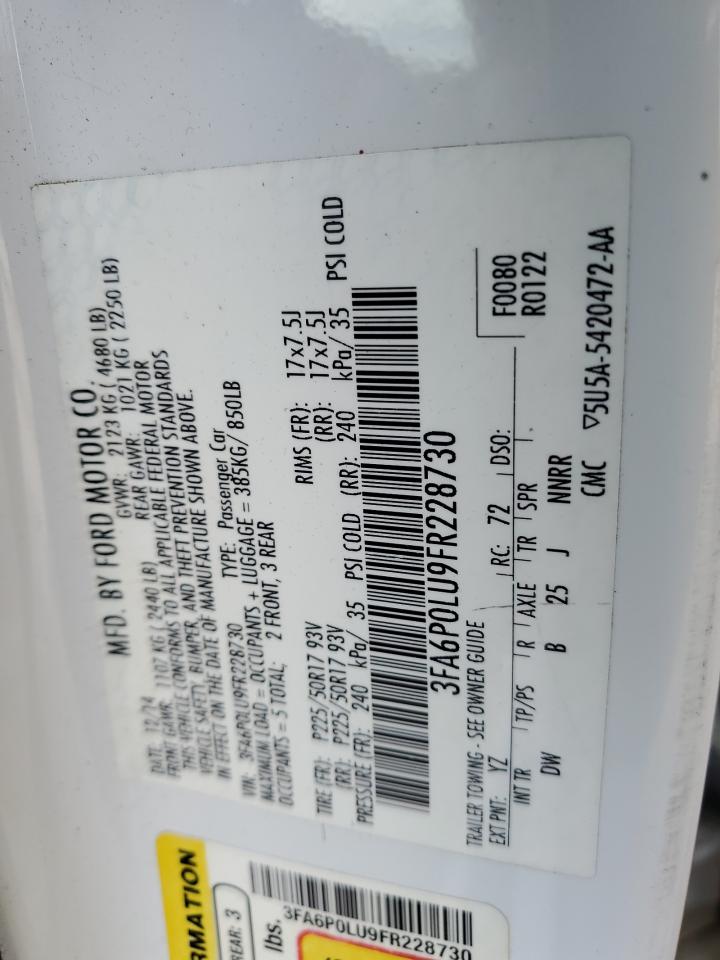 MFD. BY FORD MOTOR CO.
DATE: 12/14 GVWR: 2123 KG ( 4680 LB)
FRONT GAWR: 1107 KG ( 2440 LB) REAR GAWR: 1021 KG ( 2250 LB)
THIS VEHICLE CONFORMS TO ALL APPLICABLE FEDERAL MOTOR
VEHICLE SAFETY, BUMPER, AND THEFT PREVENTION STANDARDS
IN EFFECT ON THE DATE OF MANUFACTURE SHOWN ABOVE.
VIN: 3FA6P0LU9FR228730 TYPE: Passenger Car
MAXIMUM LOAD = OCCUPANTS + LUGGAGE = 385KG/ 850LB
OCCUPANTS = 5 TOTAL; 2 FRONT, 3 REAR
TIRE (FR): P225/50R17 93V RIMS (FR): 17x7.5J
(RR): P225/50R17 93V (RR): 17x7.5J
PRESSURE (FR): 240 kPa/ 35 PSI COLD (RR): 240 kPa/ 35 PSI COLD
3FA6P0LU9FR228730
TRAILER TOWING - SEE OWNER GUIDE
EXT PNT: YZ RC: 72 DSO: F0080
R0122
INT TR TP/PS R AXLE TR SPR
DW B 25 J NNRR
CMC ▽5U5A-5420472-AA
RMATION
REAR: 3
lbs.
3FA6P0LU9FR228730